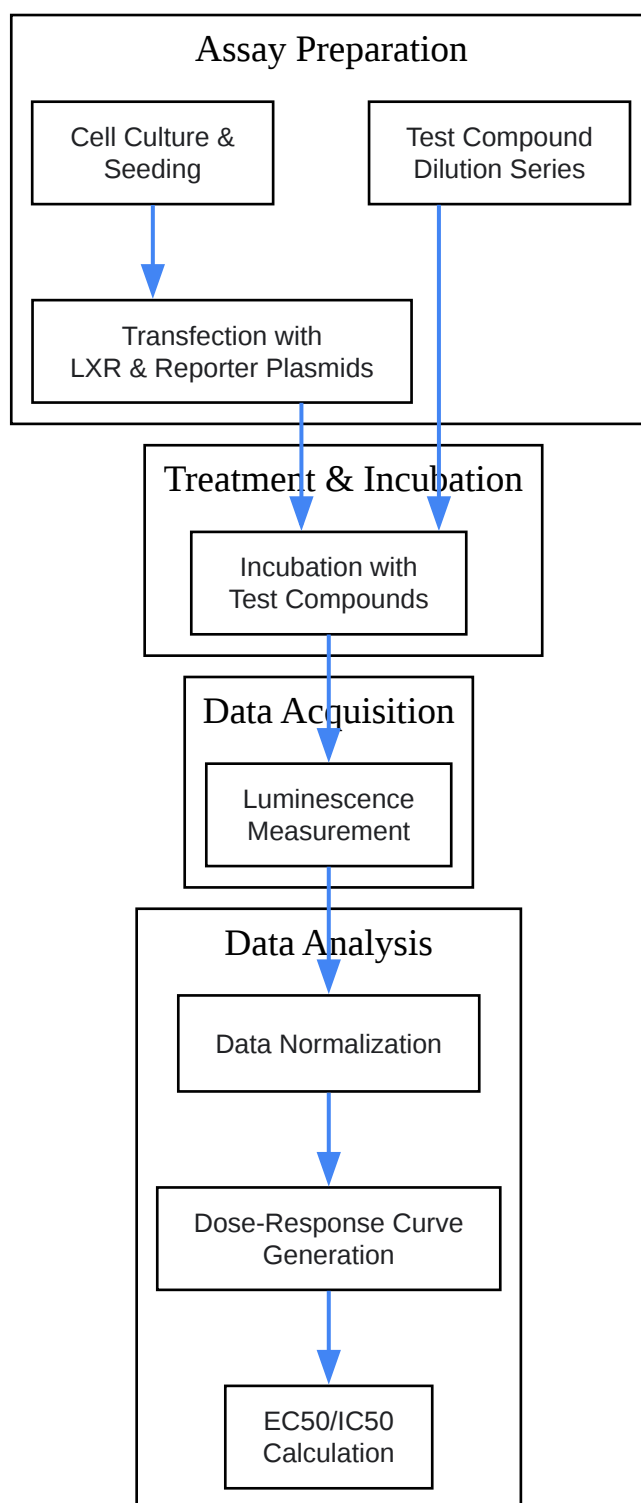 Assay Preparation
Cell Culture &
Seeding
Test Compound
Dilution Series
Transfection with
LXR & Reporter Plasmids
Treatment & Incubation
Incubation with
Test Compounds
Data Acquisition
Luminescence
Measurement
Data Analysis
Data Normalization
Dose-Response Curve
Generation
EC50/IC50
Calculation